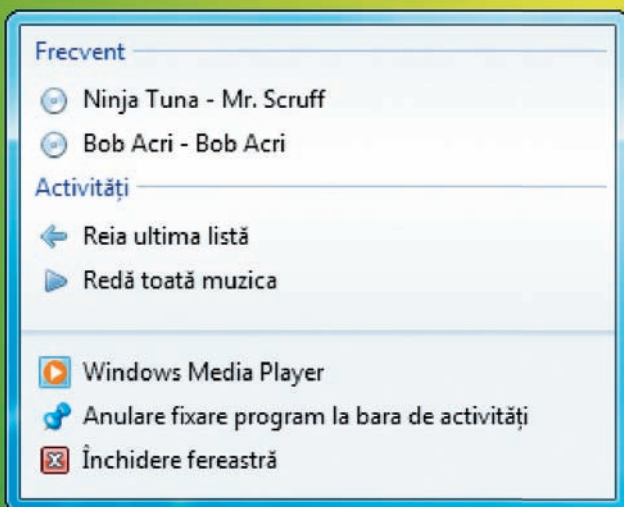 Frecvent
Ninja Tuna - Mr. Scruff
Bob Acri - Bob Acri
Activități
Reia ultima listă
Redă toată muzica
Windows Media Player
Anulare fixare program la bara de activități
Închidere fereastră